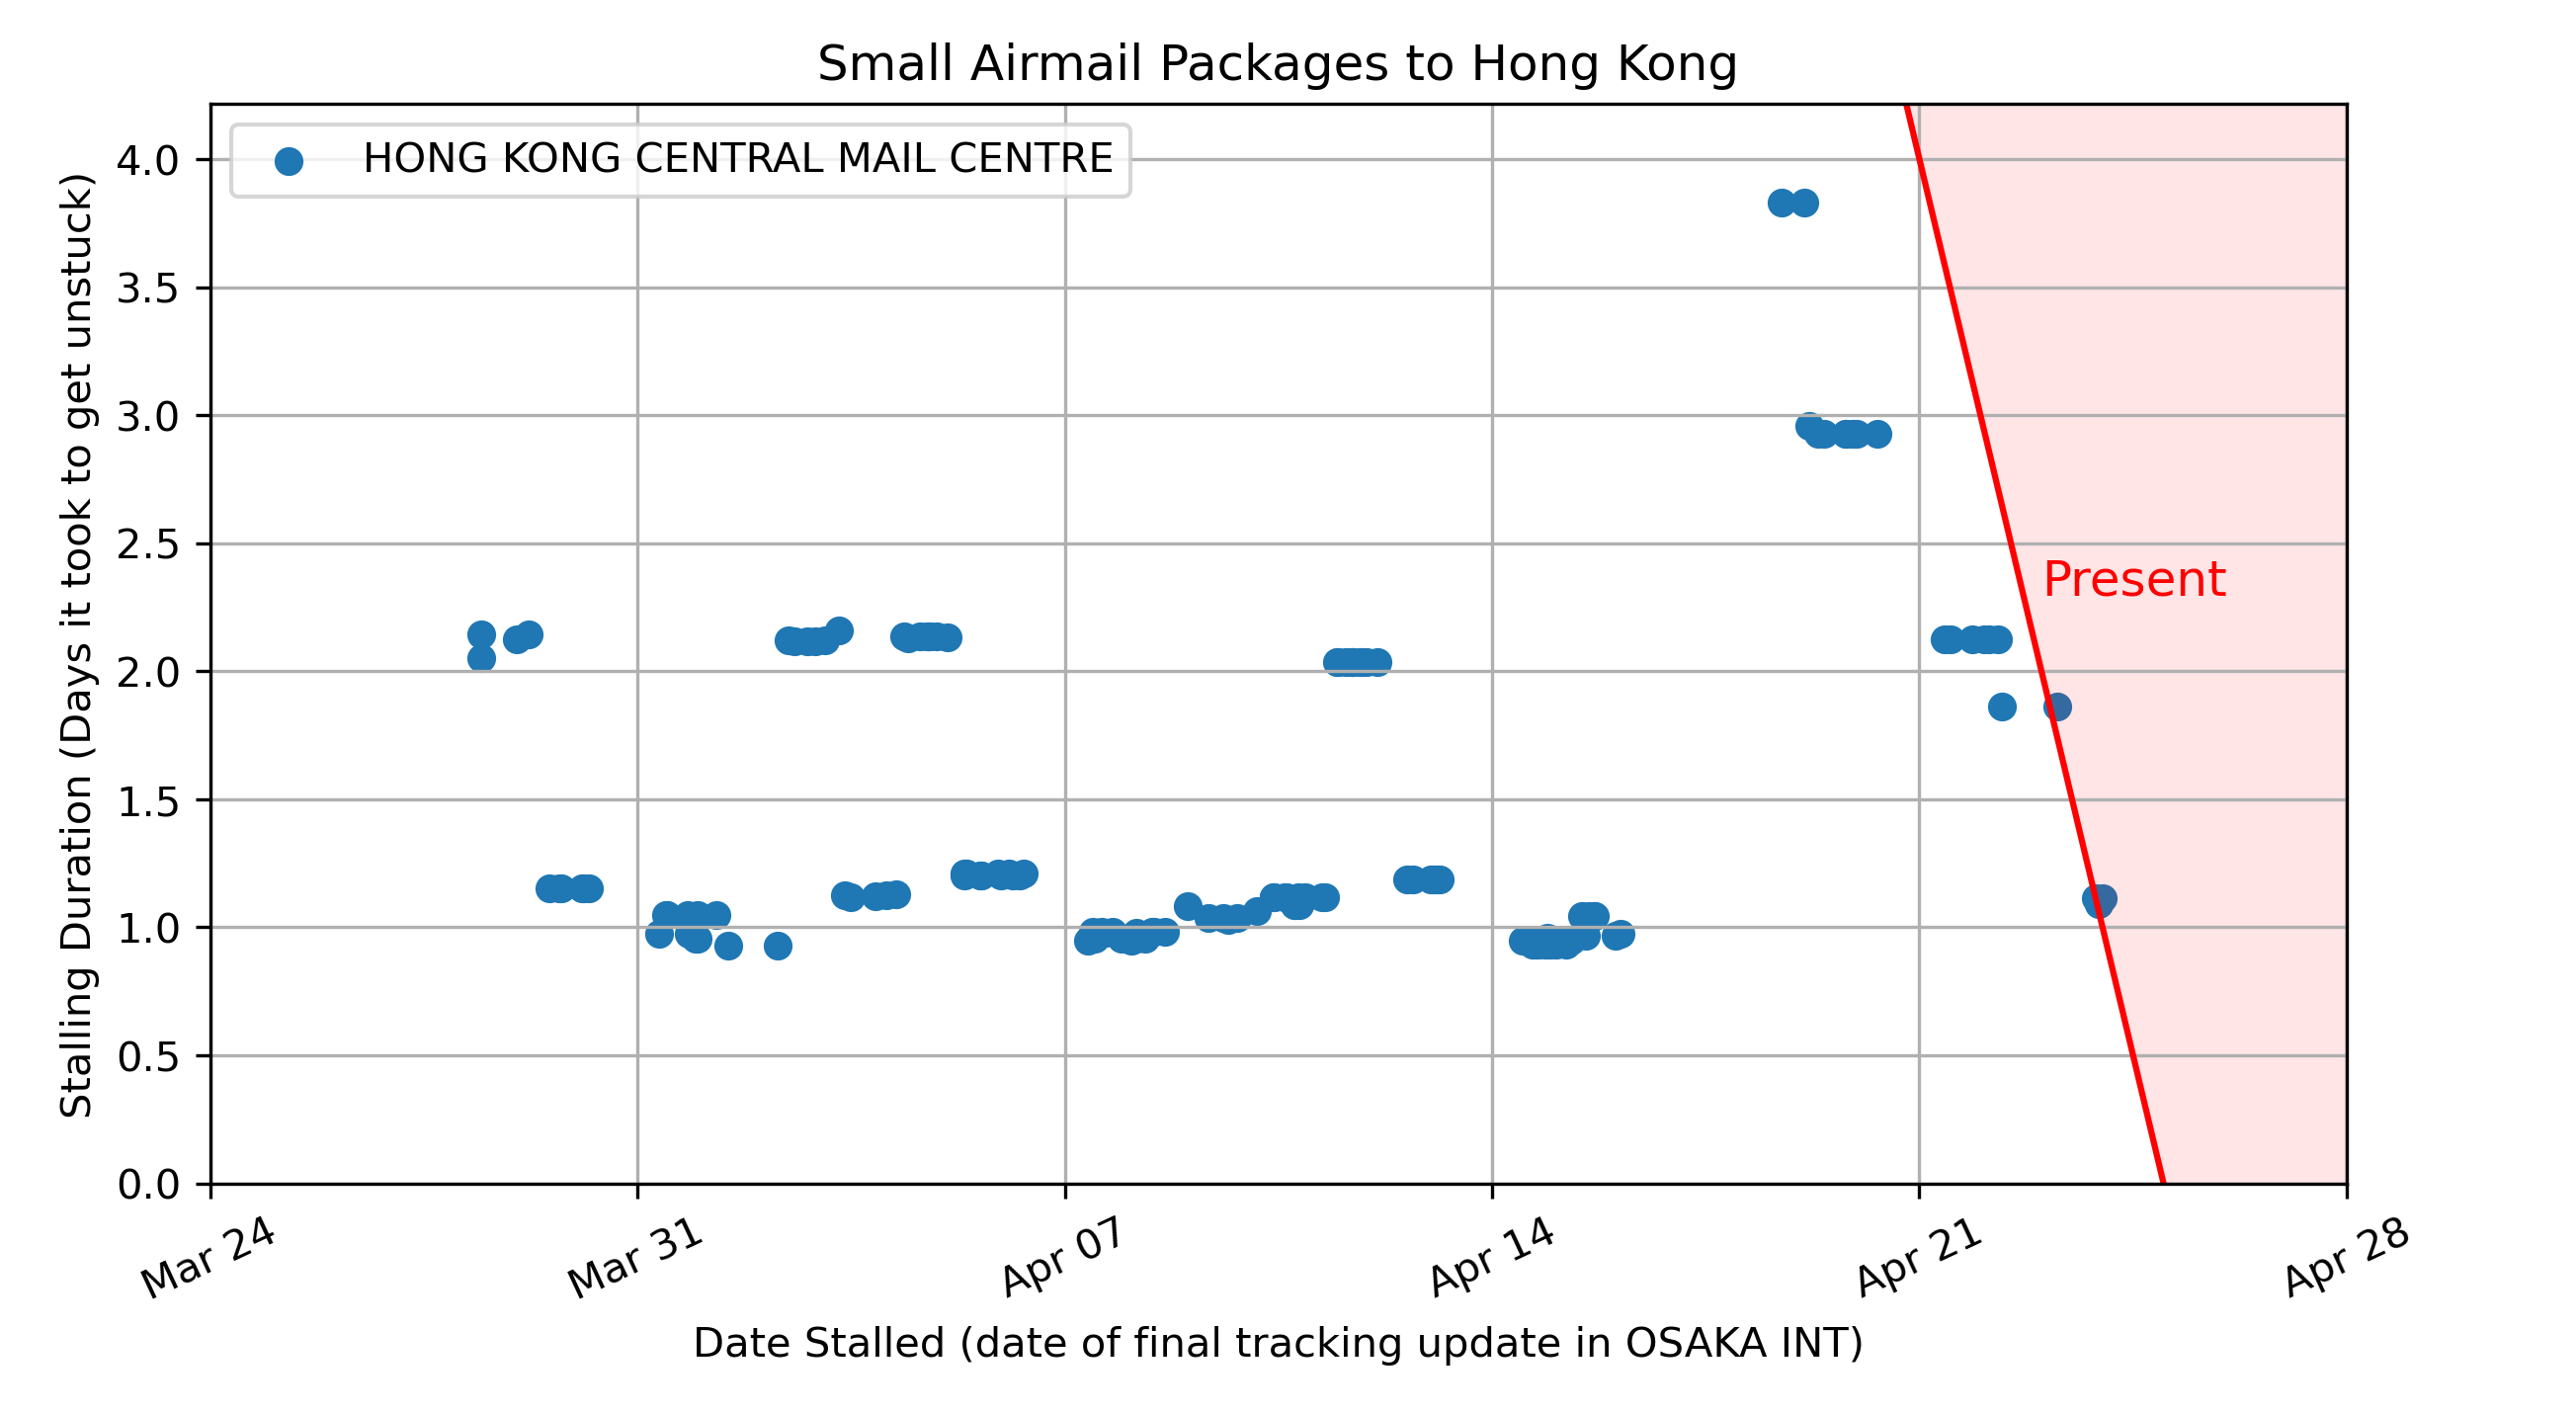 Small Airmail Packages to Hong Kong
HONG KONG CENTRAL MAIL CENTRE
Stalling Duration (Days it took to get unstuck)
4.0
3.5
3.0
2.5
2.0
1.5
1.0
0.5
0.0
Present
Mar 24
Mar 31
Apr 07
Apr 14
Apr 21
Apr 28
Date Stalled (date of final tracking update in OSAKA INT)